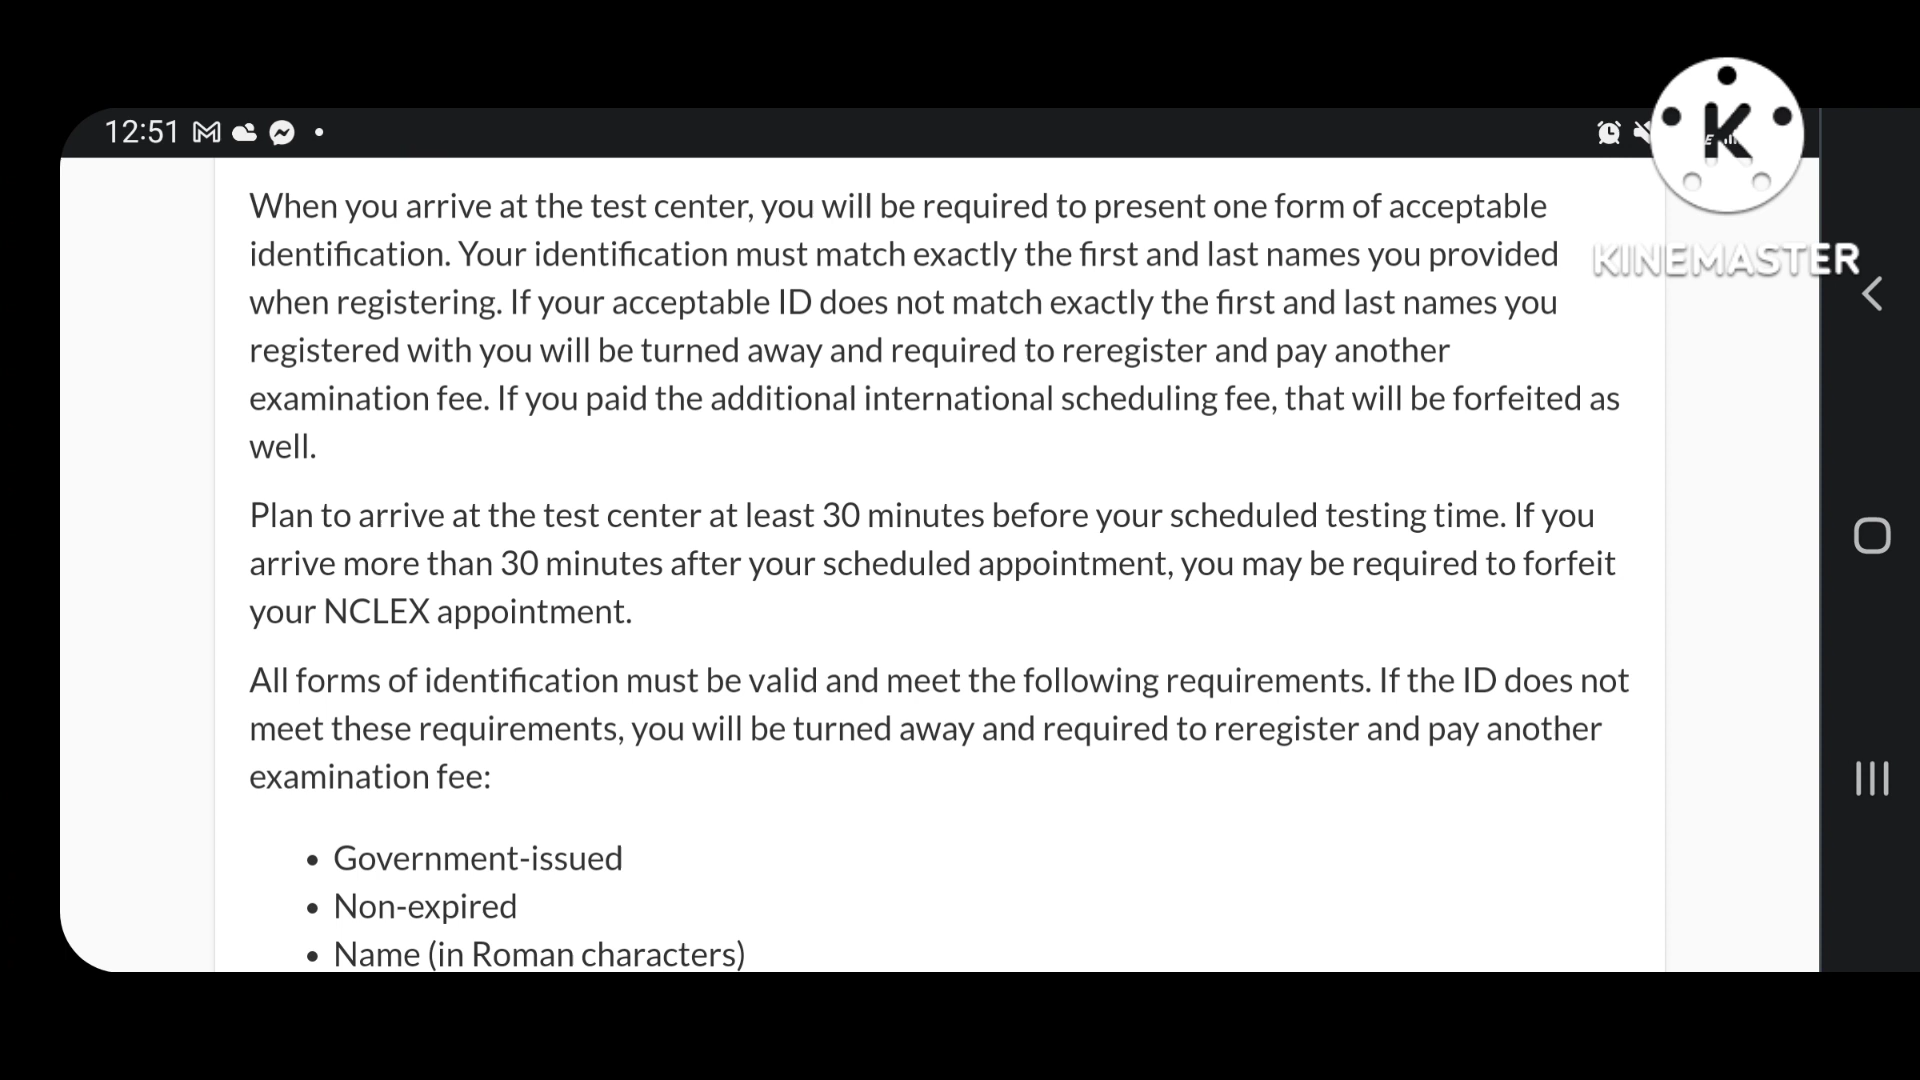 12:51
K
KINEMASTER
When you arrive at the test center, you will be required to present one form of acceptable
identification. Your identification must match exactly the first and last names you provided
when registering. If your acceptable ID does not match exactly the first and last names you
registered with you will be turned away and required to reregister and pay another
examination fee. If you paid the additional international scheduling fee, that will be forfeited as
well.
Plan to arrive at the test center at least 30 minutes before your scheduled testing time. If you
arrive more than 30 minutes after your scheduled appointment, you may be required to forfeit
your NCLEX appointment.
All forms of identification must be valid and meet the following requirements. If the ID does not
meet these requirements, you will be turned away and required to reregister and pay another
examination fee:
• Government-issued
• Non-expired
• Name (in Roman characters)